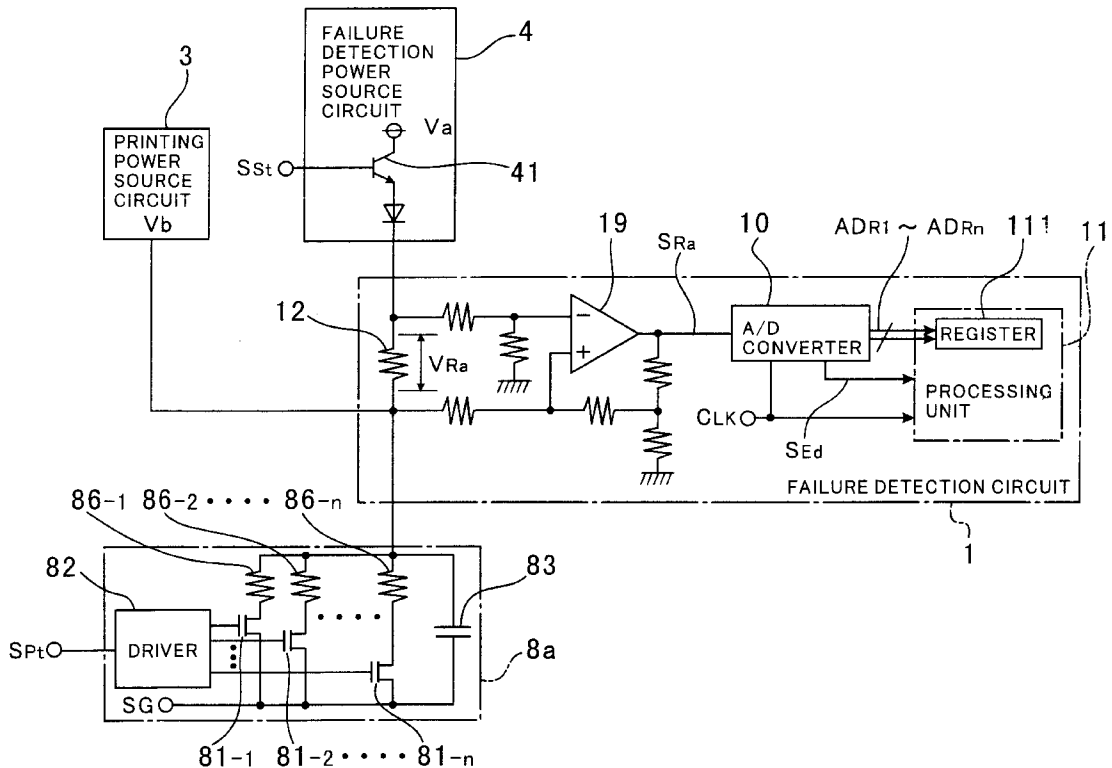 3
4
FAILURE
DETECTION
POWER
SOURCE
CIRCUIT
Va
PRINTING
POWER
SOURCE
CIRCUIT
Vb
SSt
41
19
SRa
10
ADR1 ~ ADRn
111
11
12
VRa
A/D
CONVERTER
REGISTER
PROCESSING
UNIT
CLK
SEd
FAILURE DETECTION CIRCUIT
1
86-1
86-2
86-n
82
83
SPt
DRIVER
8a
SG
81-1
81-2
81-n